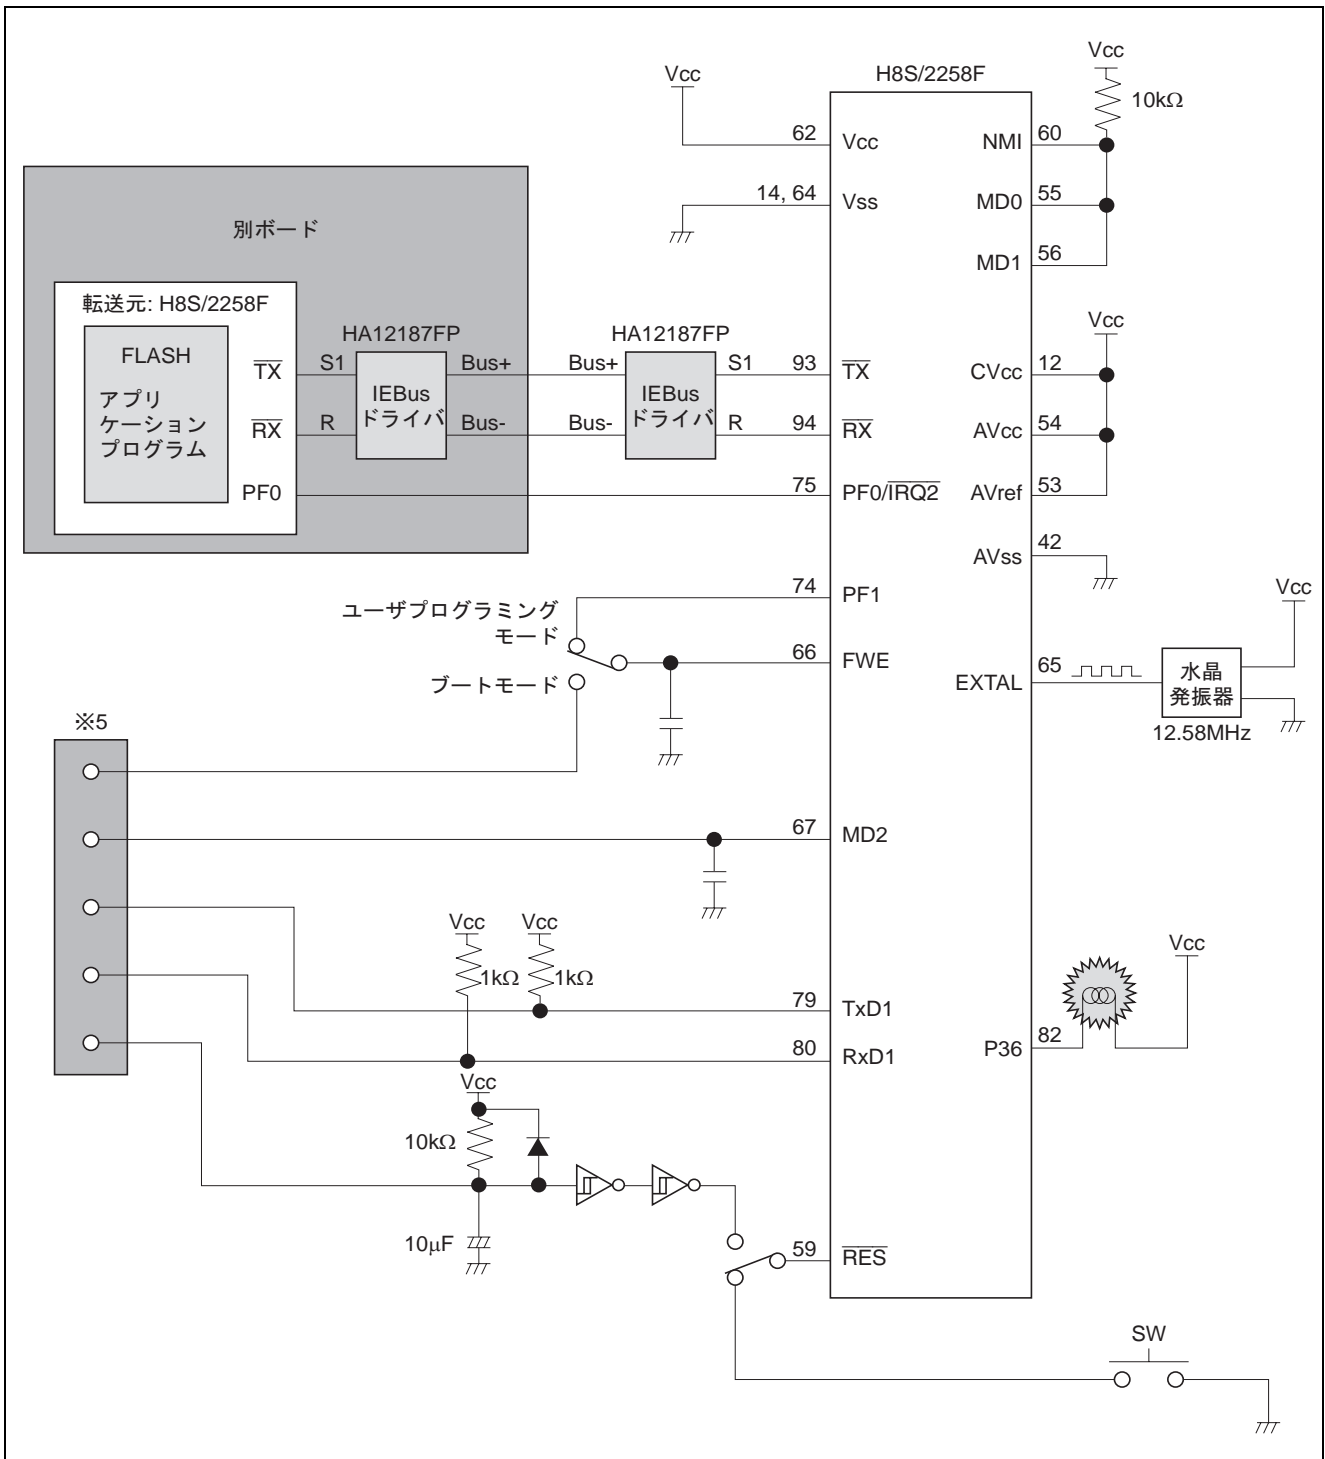 Vcc
H8S/2258F
Vcc
10kΩ
62
Vcc
NMI
60
14, 64
Vss
MD0
55
MD1
56
別ボード
転送元: H8S/2258F
FLASH
アプリ
ケーション
プログラム
TX
RX
PF0
S1
R
HA12187FP
IEBus
ドライバ
Bus+
Bus-
Bus+
Bus-
HA12187FP
IEBus
ドライバ
S1
R
93
TX
94
RX
75
PF0/IRQ2
Vcc
CVcc
12
AVcc
54
AVref
53
AVss
42
74
PF1
ユーザプログラミング
モード
66
FWE
ブートモード
EXTAL
65
水晶
発振器
12.58MHz
Vcc
※5
67
MD2
Vcc
Vcc
1kΩ
1kΩ
79
TxD1
80
RxD1
P36
82
Vcc
Vcc
10kΩ
10μF
59
RES
SW